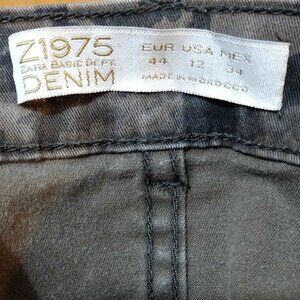 Z1975
ZARA BASIC DEPT.
DENIM
EUR USA MEX
44 12 34
MADE IN MOROCCO